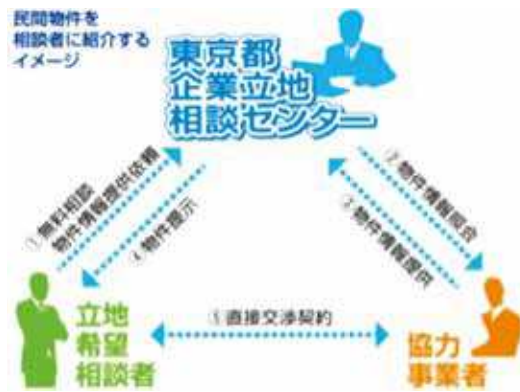 民間物件を
相談者に紹介する
イメージ
東京都
企業立地
相談センター
①無料相談
物件情報提供依頼
④物件提示
②物件情報照会
③物件情報提供
立地
希望
相談者
⑤直接交渉契約
協力
事業者